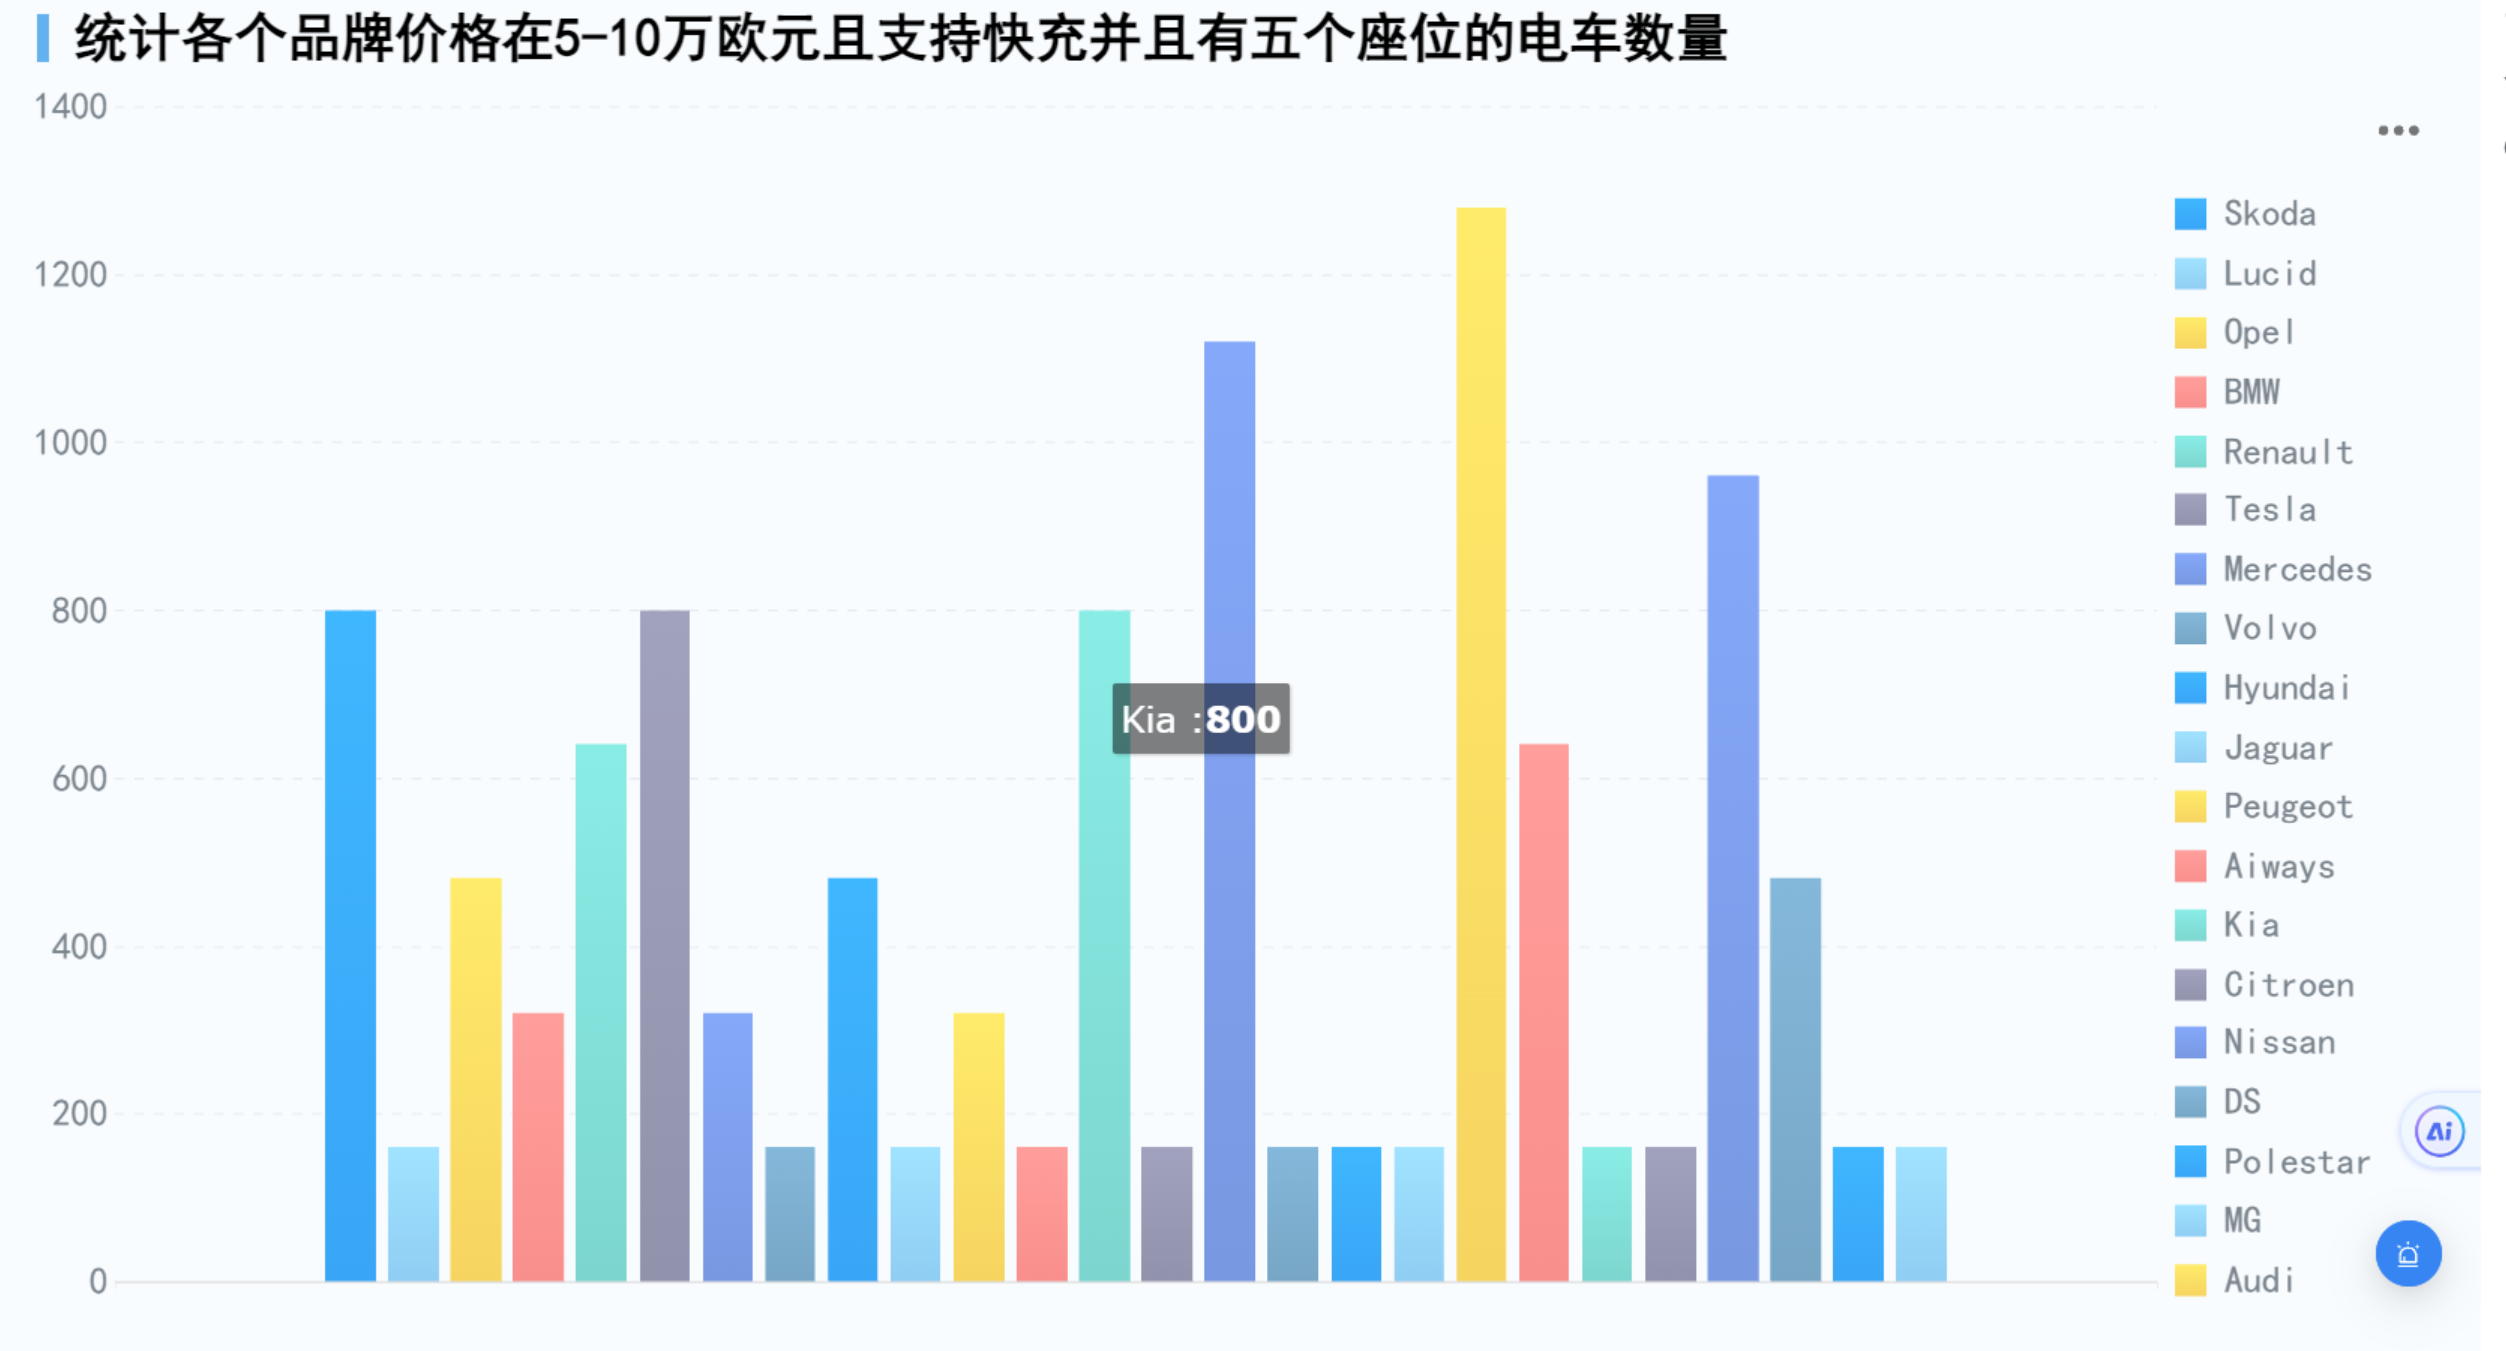 统计各个品牌价格在5-10万欧元且支持快充并且有五个座位的电车数量
1400
1200
1000
800
600
400
200
0
Kia :800
Skoda
Lucid
Opel
BMW
Renault
Tesla
Mercedes
Volvo
Hyundai
Jaguar
Peugeot
Aiways
Kia
Citroen
Nissan
DS
Polestar
MG
Audi
Ai